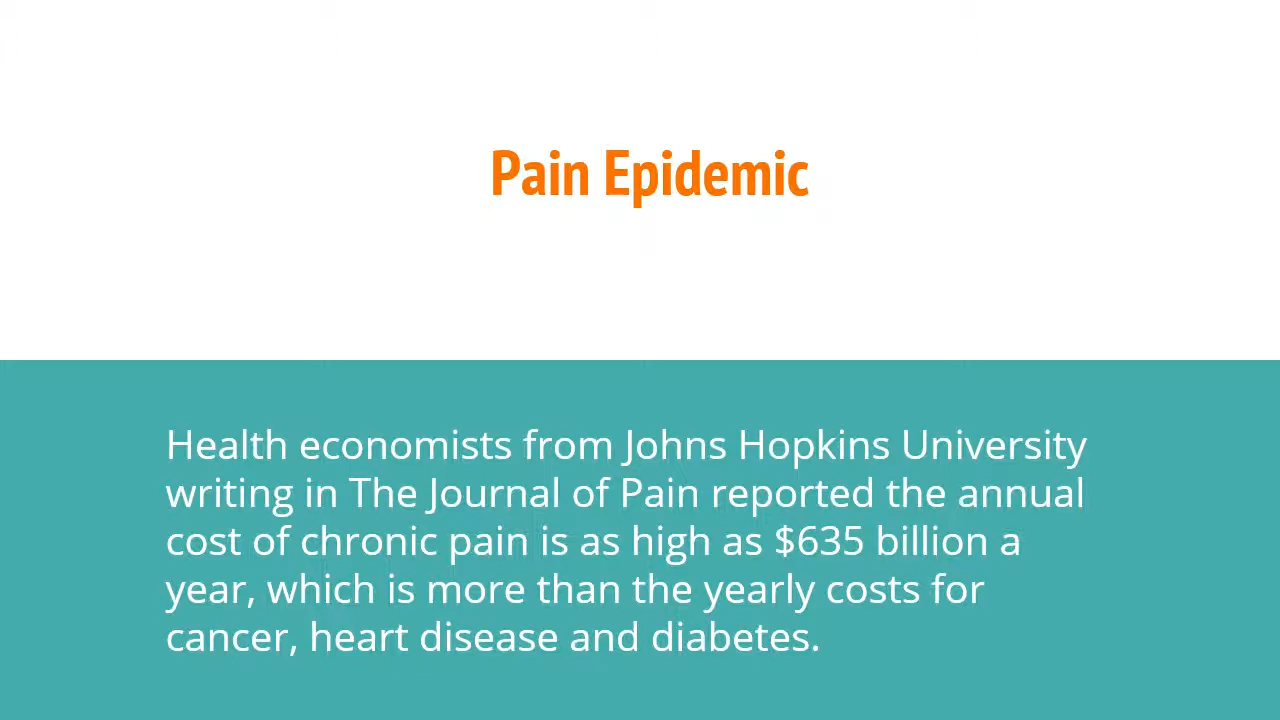 Pain Epidemic
Health economists from Johns Hopkins University
writing in The Journal of Pain reported the annual
cost of chronic pain is as high as $635 billion a
year, which is more than the yearly costs for
cancer, heart disease and diabetes.